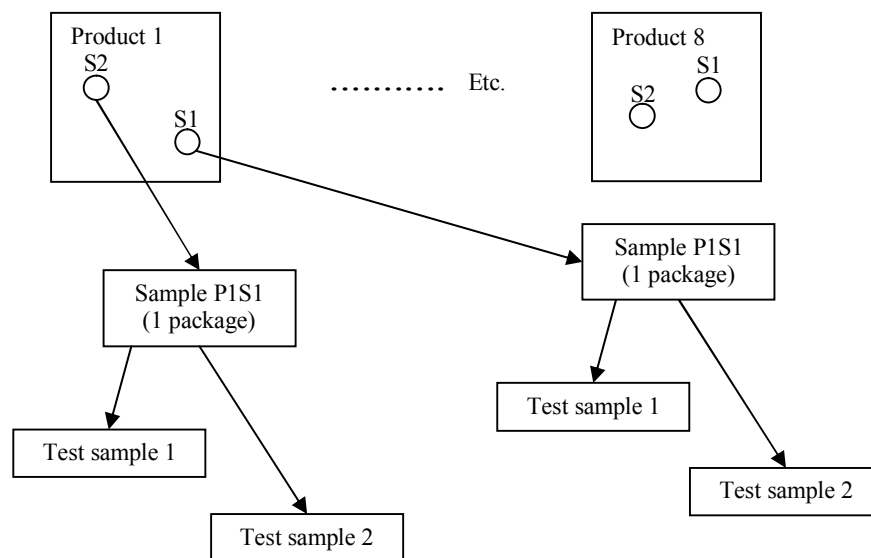 Product 1
S2
S1
........... Etc.
Product 8
S1
S2
Sample P1S1
(1 package)
Sample P1S1
(1 package)
Test sample 1
Test sample 2
Test sample 1
Test sample 2